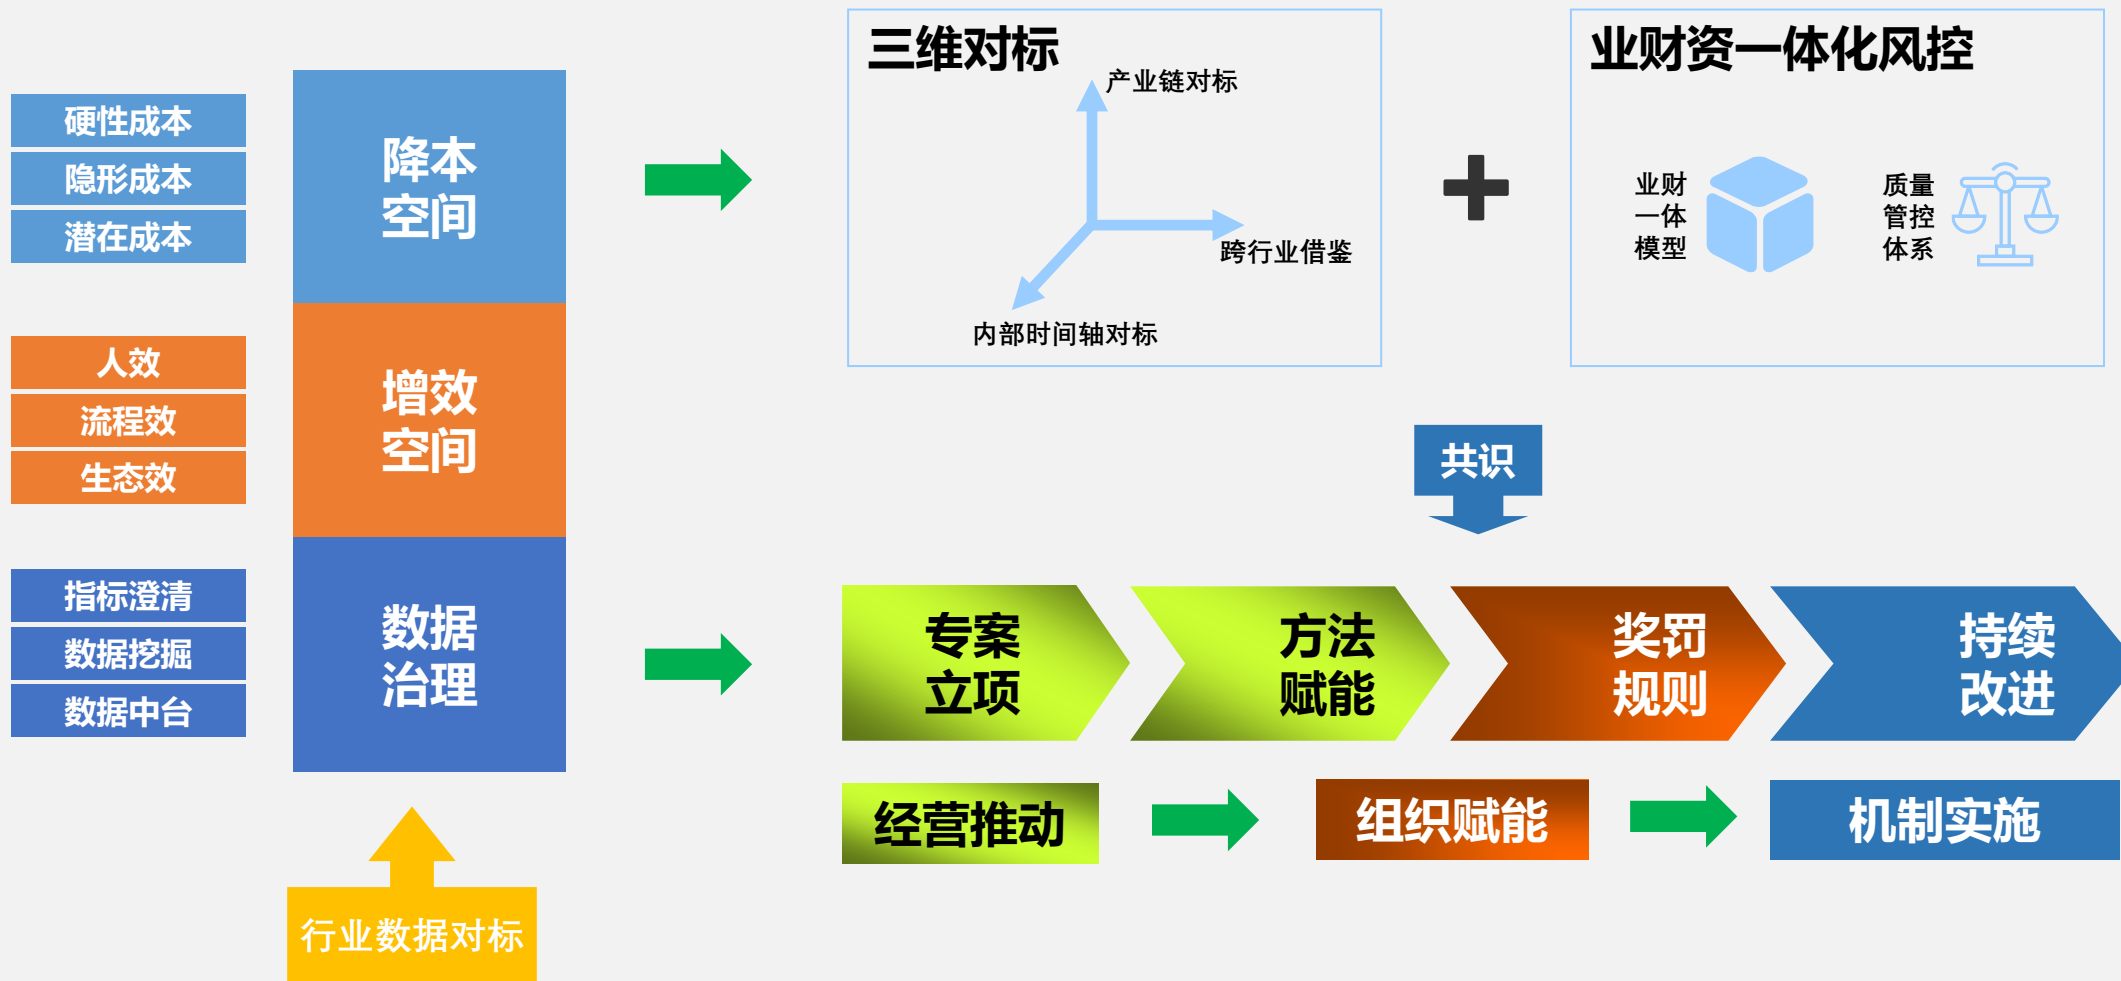 硬性成本
隐形成本
潜在成本
降本
空间
人效
流程效
生态效
增效
空间
指标澄清
数据挖掘
数据中台
数据
治理
行业数据对标
三维对标
产业链对标
跨行业借鉴
内部时间轴对标
业财资一体化风控
业财
一体
模型
质量
管控
体系
共识
专案
立项
方法
赋能
奖罚
规则
持续
改进
经营推动
组织赋能
机制实施